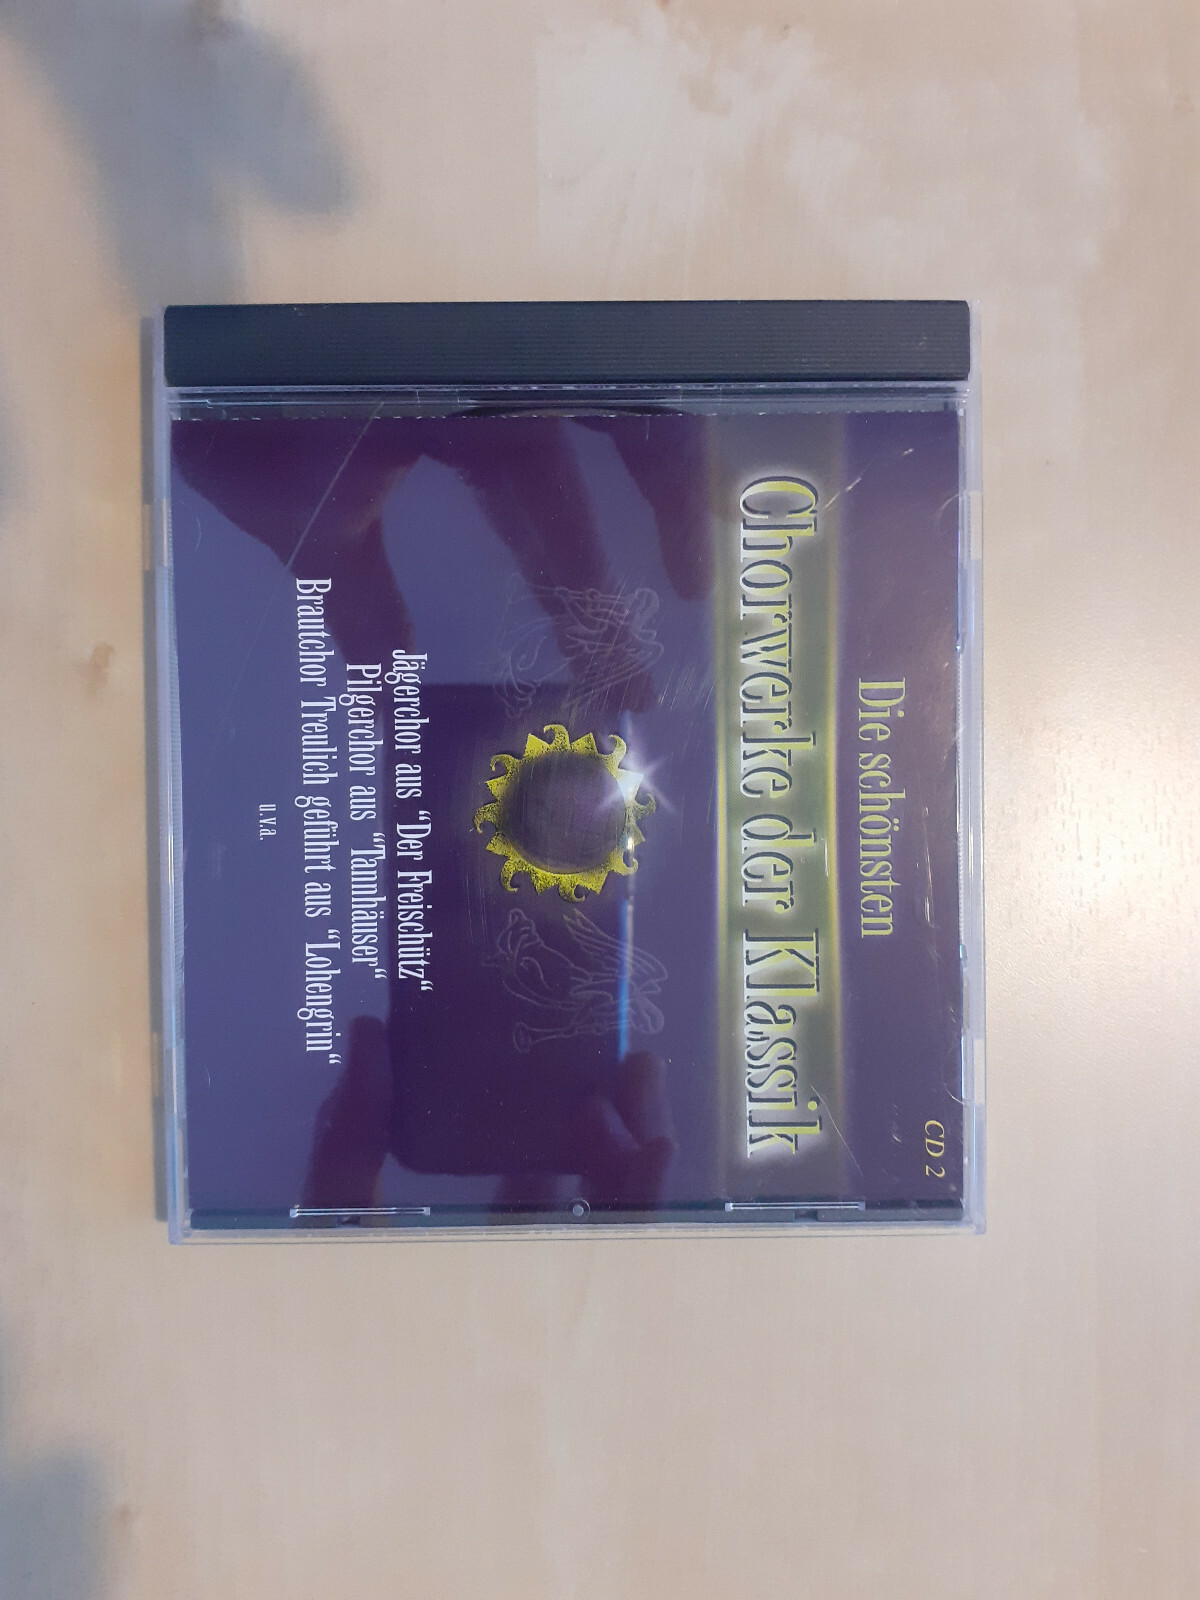 CD 2
Die schönsten
Chorwerke der Klassik
Jägerchor aus "Der Freischütz"
Pilgerchor aus "Tannhäuser"
Brautchor Treulich geführt aus "Lohengrin"
u.v.a.